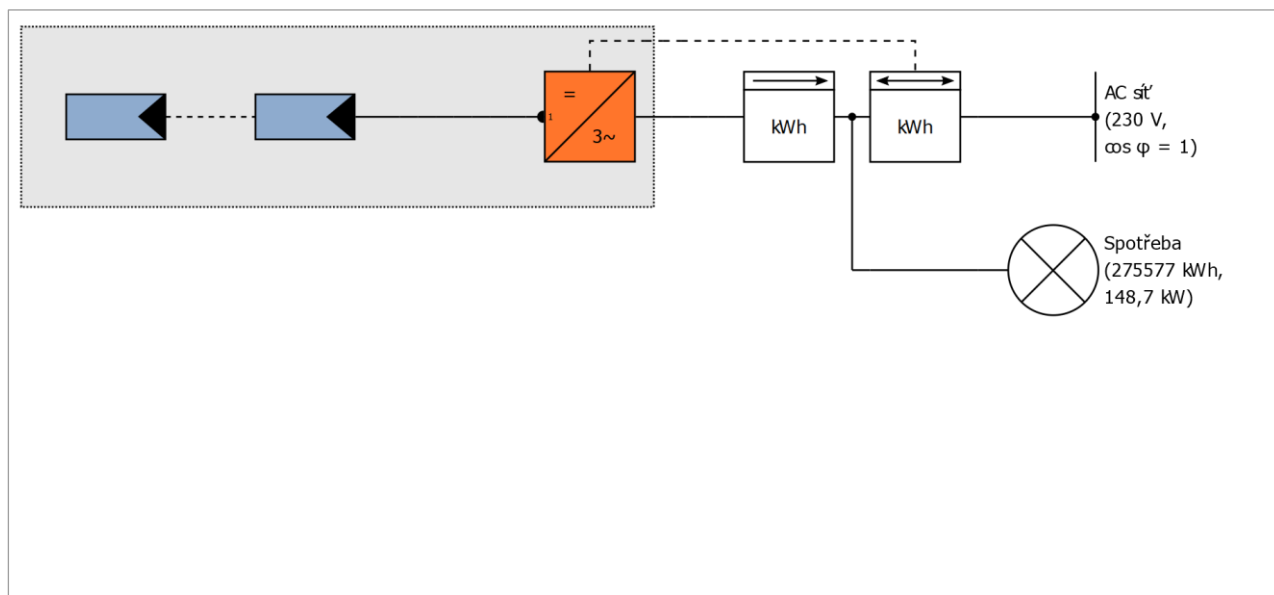 =
1
3~
kWh
kWh
AC síť
(230 V,
cos φ = 1)
Spotřeba
(275577 kWh,
148,7 kW)